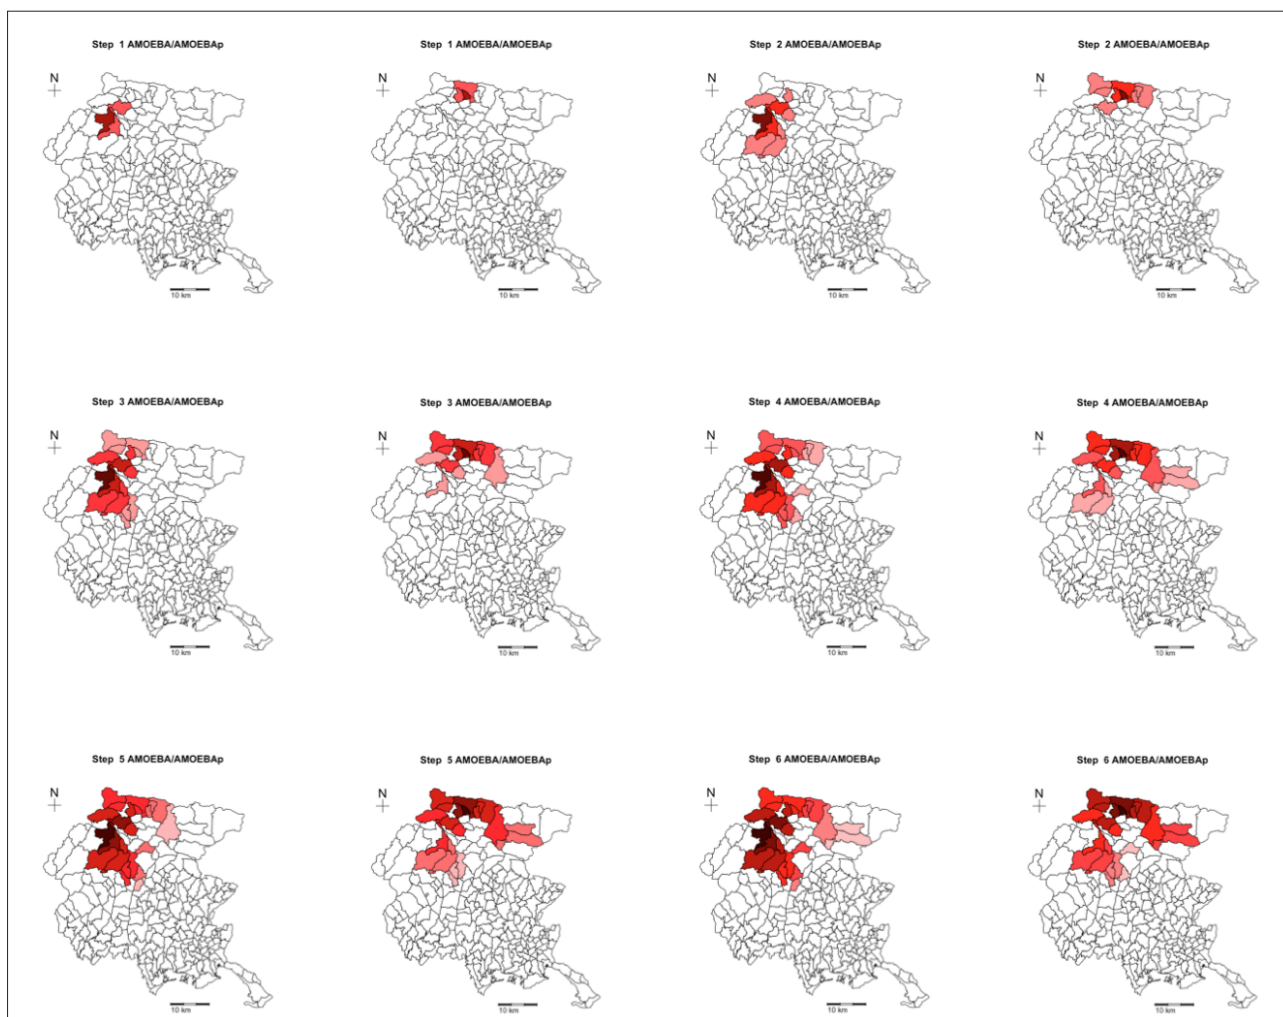 Step 1 AMOEBA/AMOEBAp
Step 1 AMOEBA/AMOEBAp
Step 2 AMOEBA/AMOEBAp
Step 2 AMOEBA/AMOEBAp
N
N
N
N
10 km
10 km
10 km
10 km
Step 3 AMOEBA/AMOEBAp
Step 3 AMOEBA/AMOEBAp
Step 4 AMOEBA/AMOEBAp
Step 4 AMOEBA/AMOEBAp
N
N
N
N
10 km
10 km
10 km
10 km
Step 5 AMOEBA/AMOEBAp
Step 5 AMOEBA/AMOEBAp
Step 6 AMOEBA/AMOEBAp
Step 6 AMOEBA/AMOEBAp
N
N
N
N
10 km
10 km
10 km
10 km